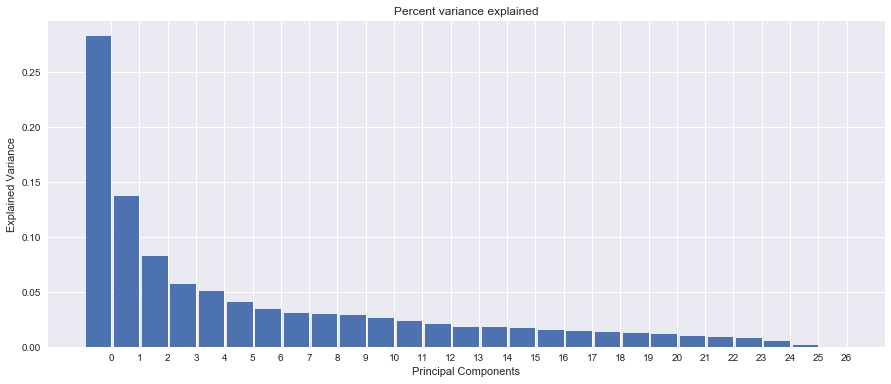 Percent variance explained
Explained Variance
0.25
0.20
0.15
0.10
0.05
0.00
0 1 2 3 4 5 6 7 8 9 10 11 12 13 14 15 16 17 18 19 20 21 22 23 24 25 26
Principal Components